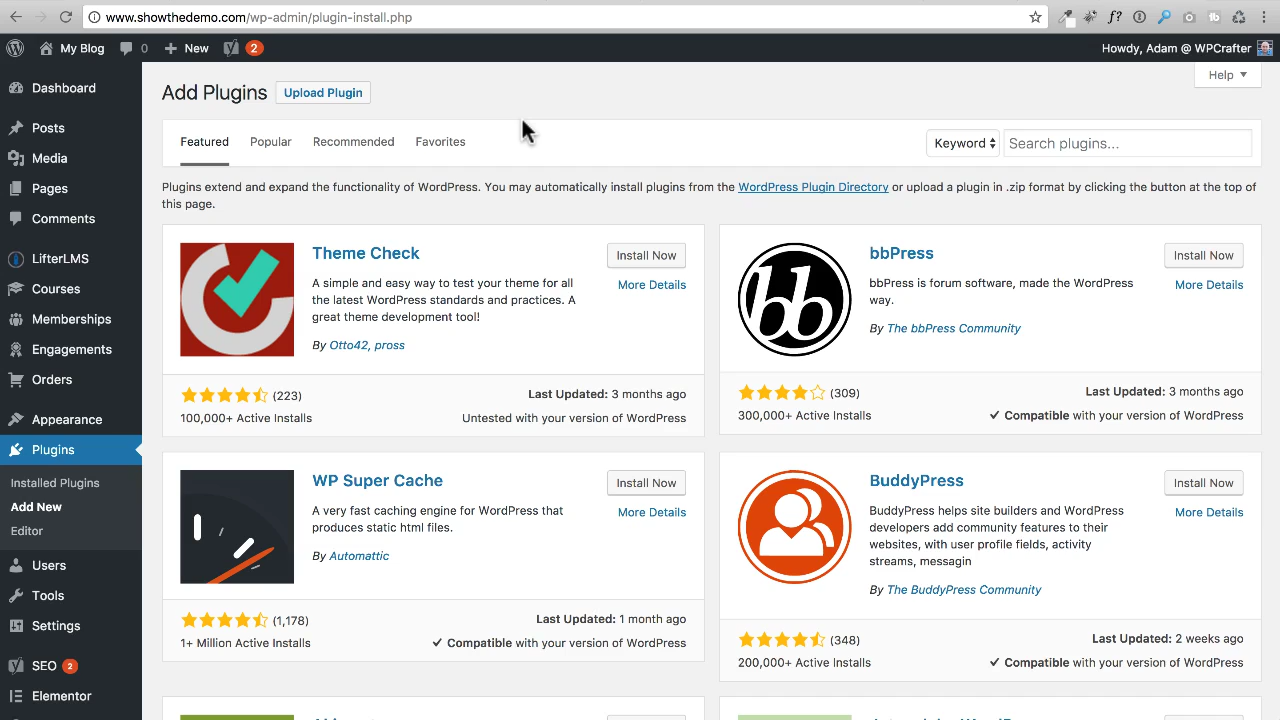 www.showthedemo.com/wp-admin/plugin-install.php
My Blog 0 New 2 Howdy, Adam @ WPCrafter
Dashboard
Posts
Media
Pages
Comments
LifterLMS
Courses
Memberships
Engagements
Orders
Appearance
Plugins
Installed Plugins
Add New
Editor
Users
Tools
Settings
SEO 2
Elementor
Add Plugins Upload Plugin
Help
Featured Popular Recommended Favorites
Keyword Search plugins...
Plugins extend and expand the functionality of WordPress. You may automatically install plugins from the WordPress Plugin Directory or upload a plugin in .zip format by clicking the button at the top of
this page.
Theme Check
Install Now
More Details
A simple and easy way to test your theme for all
the latest WordPress standards and practices. A
great theme development tool!
By Otto42, pross
(223)
Last Updated: 3 months ago
100,000+ Active Installs
Untested with your version of WordPress
bb
bbPress
Install Now
More Details
bbPress is forum software, made the WordPress
way.
By The bbPress Community
(309)
Last Updated: 3 months ago
300,000+ Active Installs
Compatible with your version of WordPress
WP Super Cache
Install Now
More Details
A very fast caching engine for WordPress that
produces static html files.
By Automattic
(1,178)
Last Updated: 1 month ago
1+ Million Active Installs
Compatible with your version of WordPress
BuddyPress
Install Now
More Details
BuddyPress helps site builders and WordPress
developers add community features to their
websites, with user profile fields, activity
streams, messagin
By The BuddyPress Community
(348)
Last Updated: 2 weeks ago
200,000+ Active Installs
Compatible with your version of WordPress